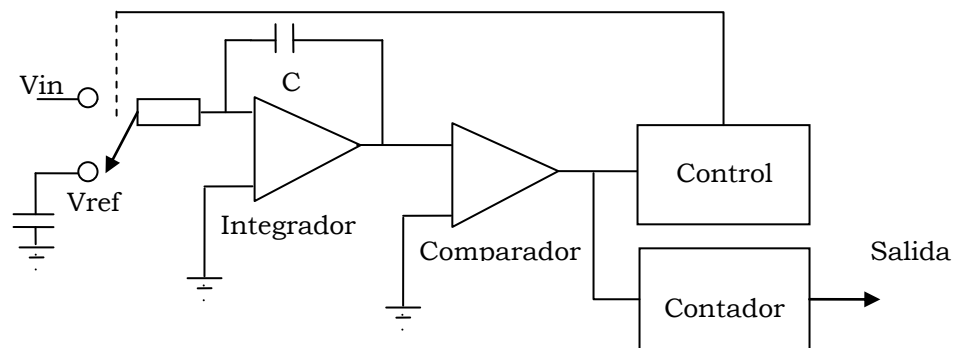 Vin
C
Vref
Integrador
Comparador
Control
Contador
Salida